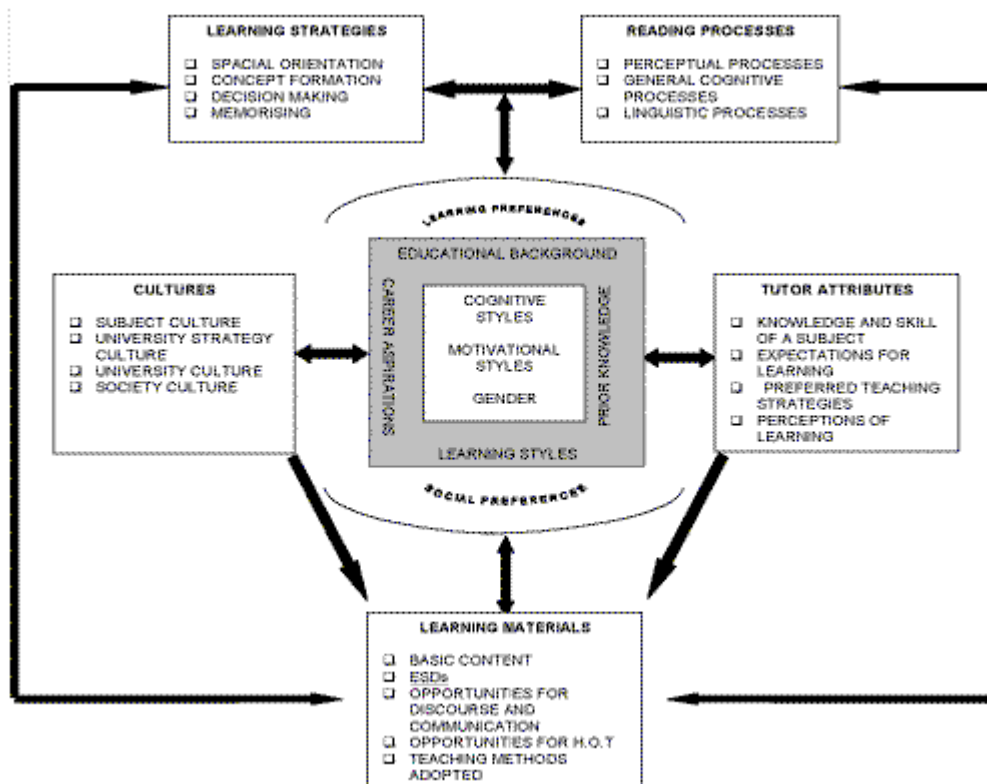 LEARNING STRATEGIES
❑ SPACIAL ORIENTATION
❑ CONCEPT FORMATION
❑ DECISION MAKING
❑ MEMORISING
READING PROCESSES
❑ PERCEPTUAL PROCESSES
❑ GENERAL COGNITIVE
PROCESSES
❑ LINGUISTIC PROCESSES
LEARNING PREFERENCES
EDUCATIONAL BACKGROUND
CAREER ASPIRATIONS
COGNITIVE
STYLES
MOTIVATIONAL
STYLES
GENDER
PRIOR KNOWLEDGE
LEARNING STYLES
SOCIAL PREFERENCES
CULTURES
❑ SUBJECT CULTURE
❑ UNIVERSITY STRATEGY
CULTURE
❑ UNIVERSITY CULTURE
❑ SOCIETY CULTURE
TUTOR ATTRIBUTES
❑ KNOWLEDGE AND SKILL
OF A SUBJECT
❑ EXPECTATIONS FOR
LEARNING
❑ PREFERRED TEACHING
STRATEGIES
❑ PERCEPTIONS OF
LEARNING
LEARNING MATERIALS
❑ BASIC CONTENT
❑ ESDs
❑ OPPORTUNITIES FOR
DISCOURSE AND
COMMUNICATION
❑ OPPORTUNITIES FOR H.O.T
❑ TEACHING METHODS
ADOPTED